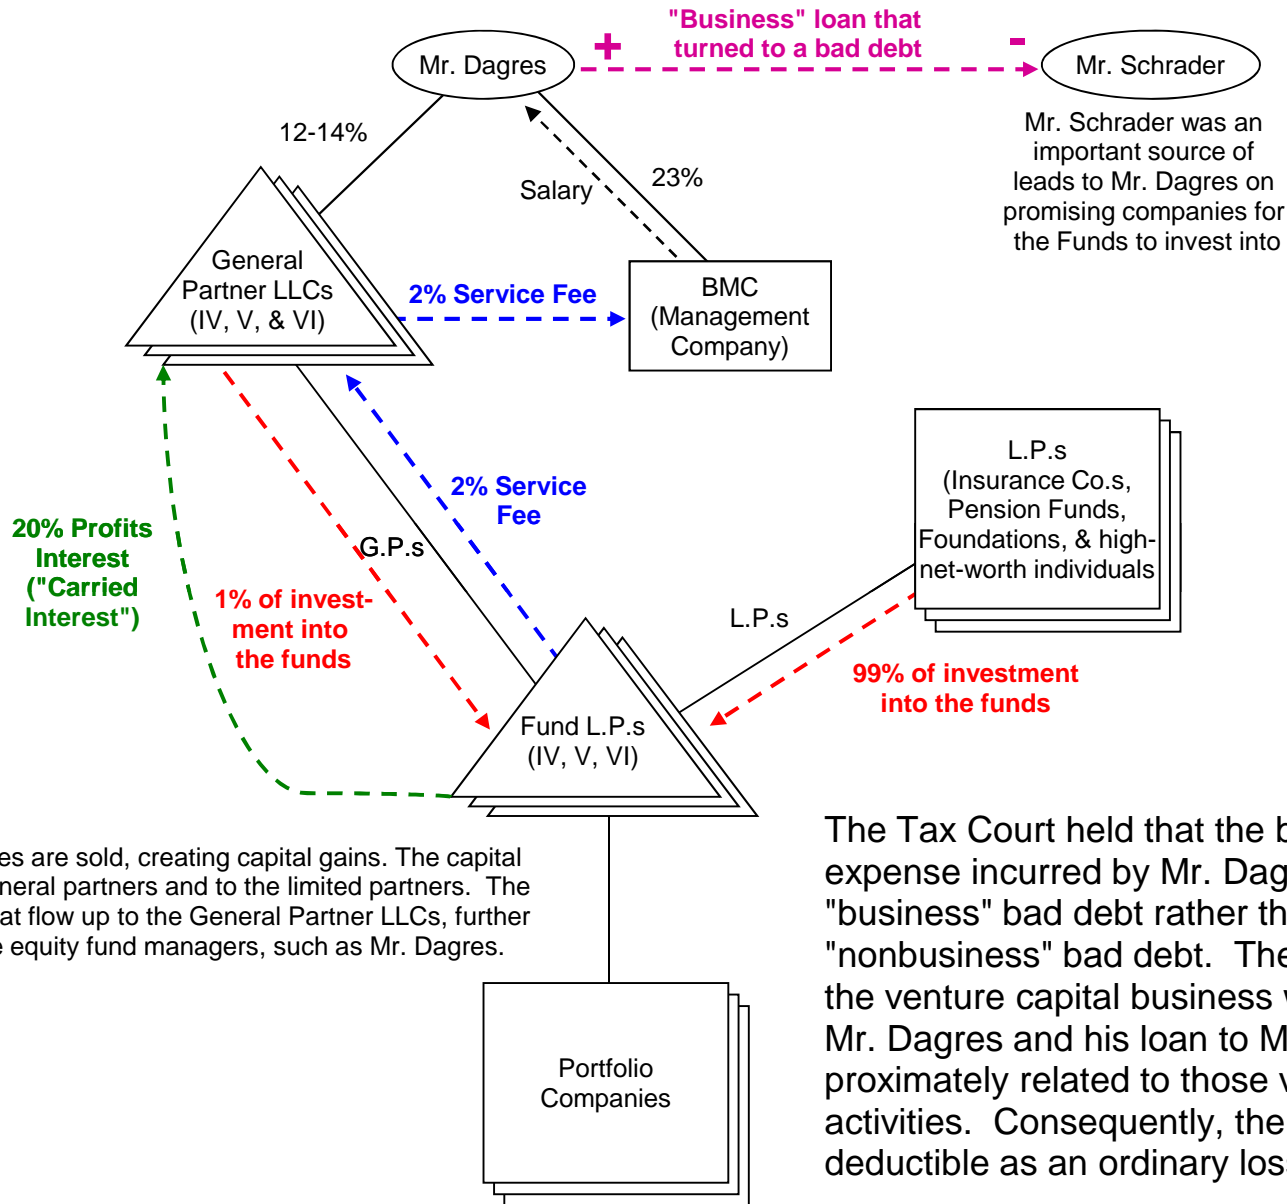 "Business" loan that
turned to a bad debt
+
-
Mr. Dagres
Mr. Schrader
Mr. Schrader was an
important source of
leads to Mr. Dagres on
promising companies for
the Funds to invest into
12-14%
23%
Salary
General
Partner LLCs
(IV, V, & VI)
2% Service Fee
BMC
(Management
Company)
L.P.s
(Insurance Co.s,
Pension Funds,
Foundations, & high-
net-worth individuals
2% Service
Fee
20% Profits
Interest
("Carried
Interest")
G.P.s
1% of invest-
ment into
the funds
L.P.s
99% of investment
into the funds
Fund L.P.s
(IV, V, VI)
es are sold, creating capital gains. The capital
eneral partners and to the limited partners. The
at flow up to the General Partner LLCs, further
e equity fund managers, such as Mr. Dagres.
The Tax Court held that the b
expense incurred by Mr. Dag
"business" bad debt rather th
"nonbusiness" bad debt. The
the venture capital business w
Mr. Dagres and his loan to M
proximately related to those v
activities. Consequently, the
deductible as an ordinary los
Portfolio
Companies